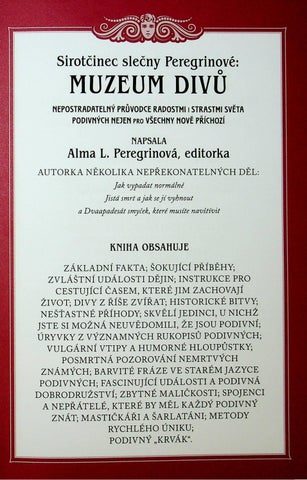 Sirotčinec slečny Peregrinové:
MUZEUM DIVŮ
NEPOSTRADATELNÝ PRŮVODCE RADOSTMI I STRASTMI SVĚTA
PODIVNÝCH NEJEN PRO VŠECHNY NOVĚ PŘÍCHOZÍ
NAPSALA
Alma L. Peregrinová, editorka
AUTORKA NĚKOLIKA NEPŘEKONATELNÝCH DĚL:
Jak vypadat normálně
Jistá smrt a jak se jí vyhnout
a Dvaapadesát smyček, které musíte navštívit
KNIHA OBSAHUJE
ZÁKLADNÍ FAKTA; ŠOKUJÍCÍ PŘÍBĚHY;
ZVLÁŠTNÍ UDÁLOSTI DĚJIN; INSTRUKCE PRO
CESTUJÍCÍ ČASEM, KTERÉ JIM ZACHOVAJÍ
ŽIVOT; DIVY Z ŘÍŠE ZVÍŘAT; HISTORICKÉ BITVY;
NEŠŤASTNÉ PŘÍHODY; SKVĚLÍ JEDINCI, U NICHŽ
JSTE SI MOŽNÁ NEUVĚDOMILI, ŽE JSOU PODIVNÍ;
ÚRYVKY Z VÝZNAMNÝCH RUKOPISŮ PODIVNÝCH;
VULGÁRNÍ VTIPY A HUMORNÉ HLOUPŮSTKY;
POSMRTNÁ POZOROVÁNÍ NEMRTVÝCH
ZNÁMÝCH; BARVITÉ FRÁZE VE STARÉM JAZYCE
PODIVNÝCH; FASCINUJÍCÍ UDÁLOSTI A PODIVNÁ
DOBRODRUŽSTVÍ; ZBYTNÉ MALIČKOSTI; SPOJENCI
A NEPŘÁTELÉ, KTERÉ BY MĚL KAŽDÝ PODIVNÝ
ZNÁT; MASTIČKÁŘI A ŠARLATÁNI; METODY
RYCHLÉHO ÚNIKU;
PODIVNÝ „KRVÁK“.